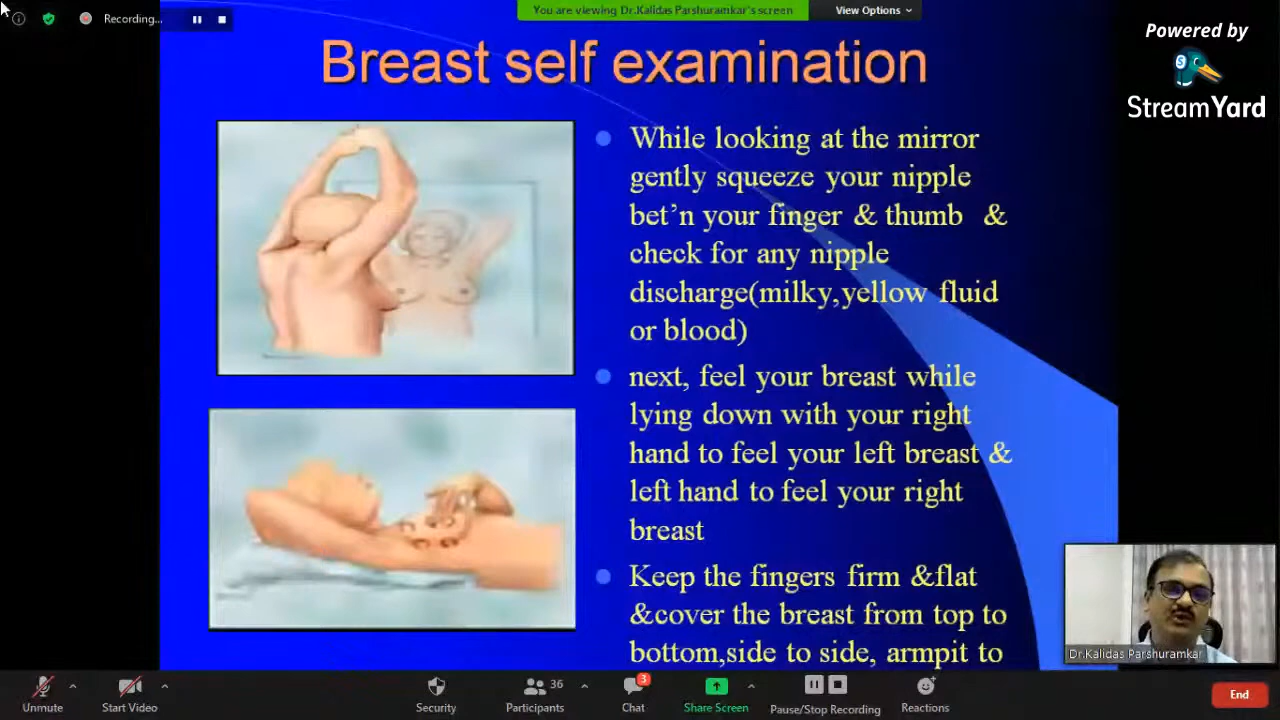 Recording...
You are viewing Dr.Kalidas Parshuramkar's screen
View Options
Powered by
S
StreamYard
Breast self examination
While looking at the mirror
gently squeeze your nipple
bet’n your finger & thumb &
check for any nipple
discharge(milky,yellow fluid
or blood)
next, feel your breast while
lying down with your right
hand to feel your left breast &
left hand to feel your right
breast
Keep the fingers firm &flat
&cover the breast from top to
bottom,side to side, armpit to
Dr.Kalidas Parshuramkar
Unmute
Start Video
Security
36
Participants
3
Chat
Share Screen
Pause/Stop Recording
Reactions
End